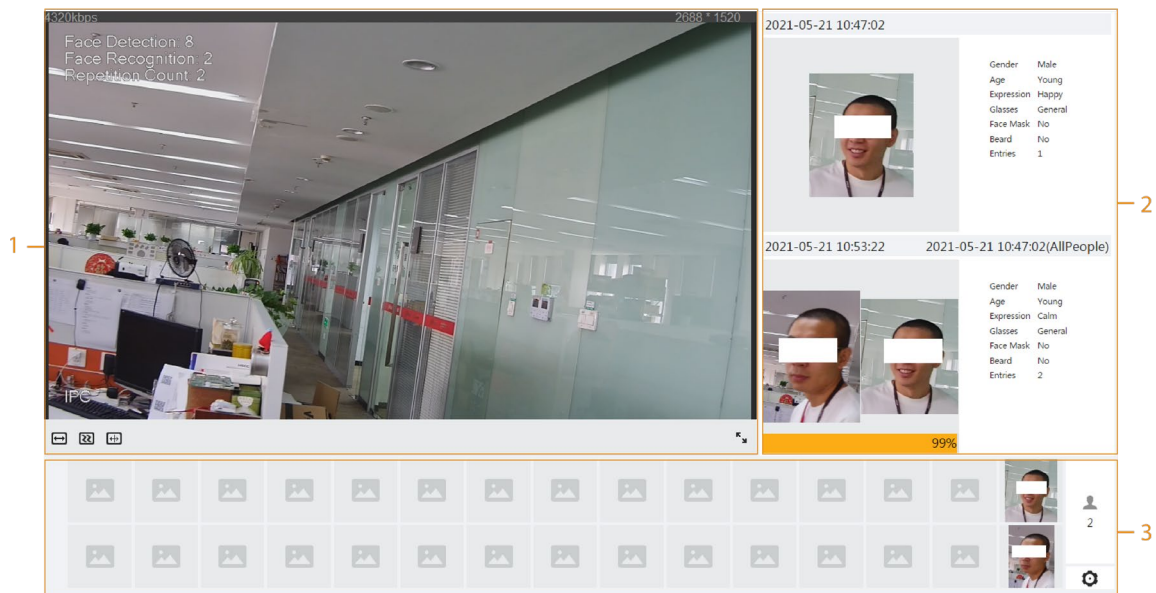 4320kbps
2688 * 1520
Face Detection: 8
Face Recognition: 2
Repetition Count: 2
IPC
1
2021-05-21 10:47:02
Gender Male
Age Young
Expression Happy
Glasses General
Face Mask No
Beard No
Entries 1
2
2021-05-21 10:53:22 2021-05-21 10:47:02(AllPeople)
Gender Male
Age Young
Expression Calm
Glasses General
Face Mask No
Beard No
Entries 2
99%
2
3